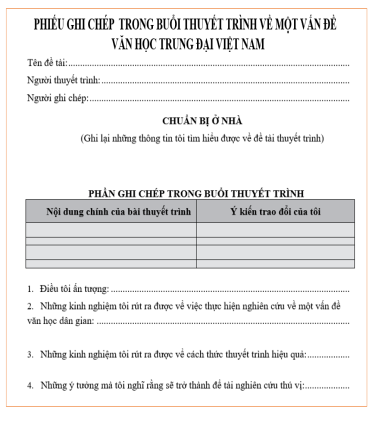 PHIẾU GHI CHÉP TRONG BUỔI THUYẾT TRÌNH VỀ MỘT VẤN ĐỀ
VĂN HỌC TRUNG ĐẠI VIỆT NAM
Tên đề tài:........................................................................
Người thuyết trình:........................................................................
Người ghi chép:........................................................................
CHUẨN BỊ Ở NHÀ
(Ghi lại những thông tin tôi tìm hiểu được về đề tài thuyết trình)
PHẦN GHI CHÉP TRONG BUỔI THUYẾT TRÌNH
Nội dung chính của bài thuyết trình
Ý kiến trao đổi của tôi
1. Điều tôi ấn tượng: ........................................................................
2. Những kinh nghiệm tôi rút ra được về việc thực hiện nghiên cứu về một vấn đề
văn học dân gian: ........................................................................
3. Những kinh nghiệm tôi rút ra được về cách thức thuyết trình hiệu quả:.................
4. Những ý tưởng mà tôi nghĩ rằng sẽ trở thành đề tài nghiên cứu thú vị:.................